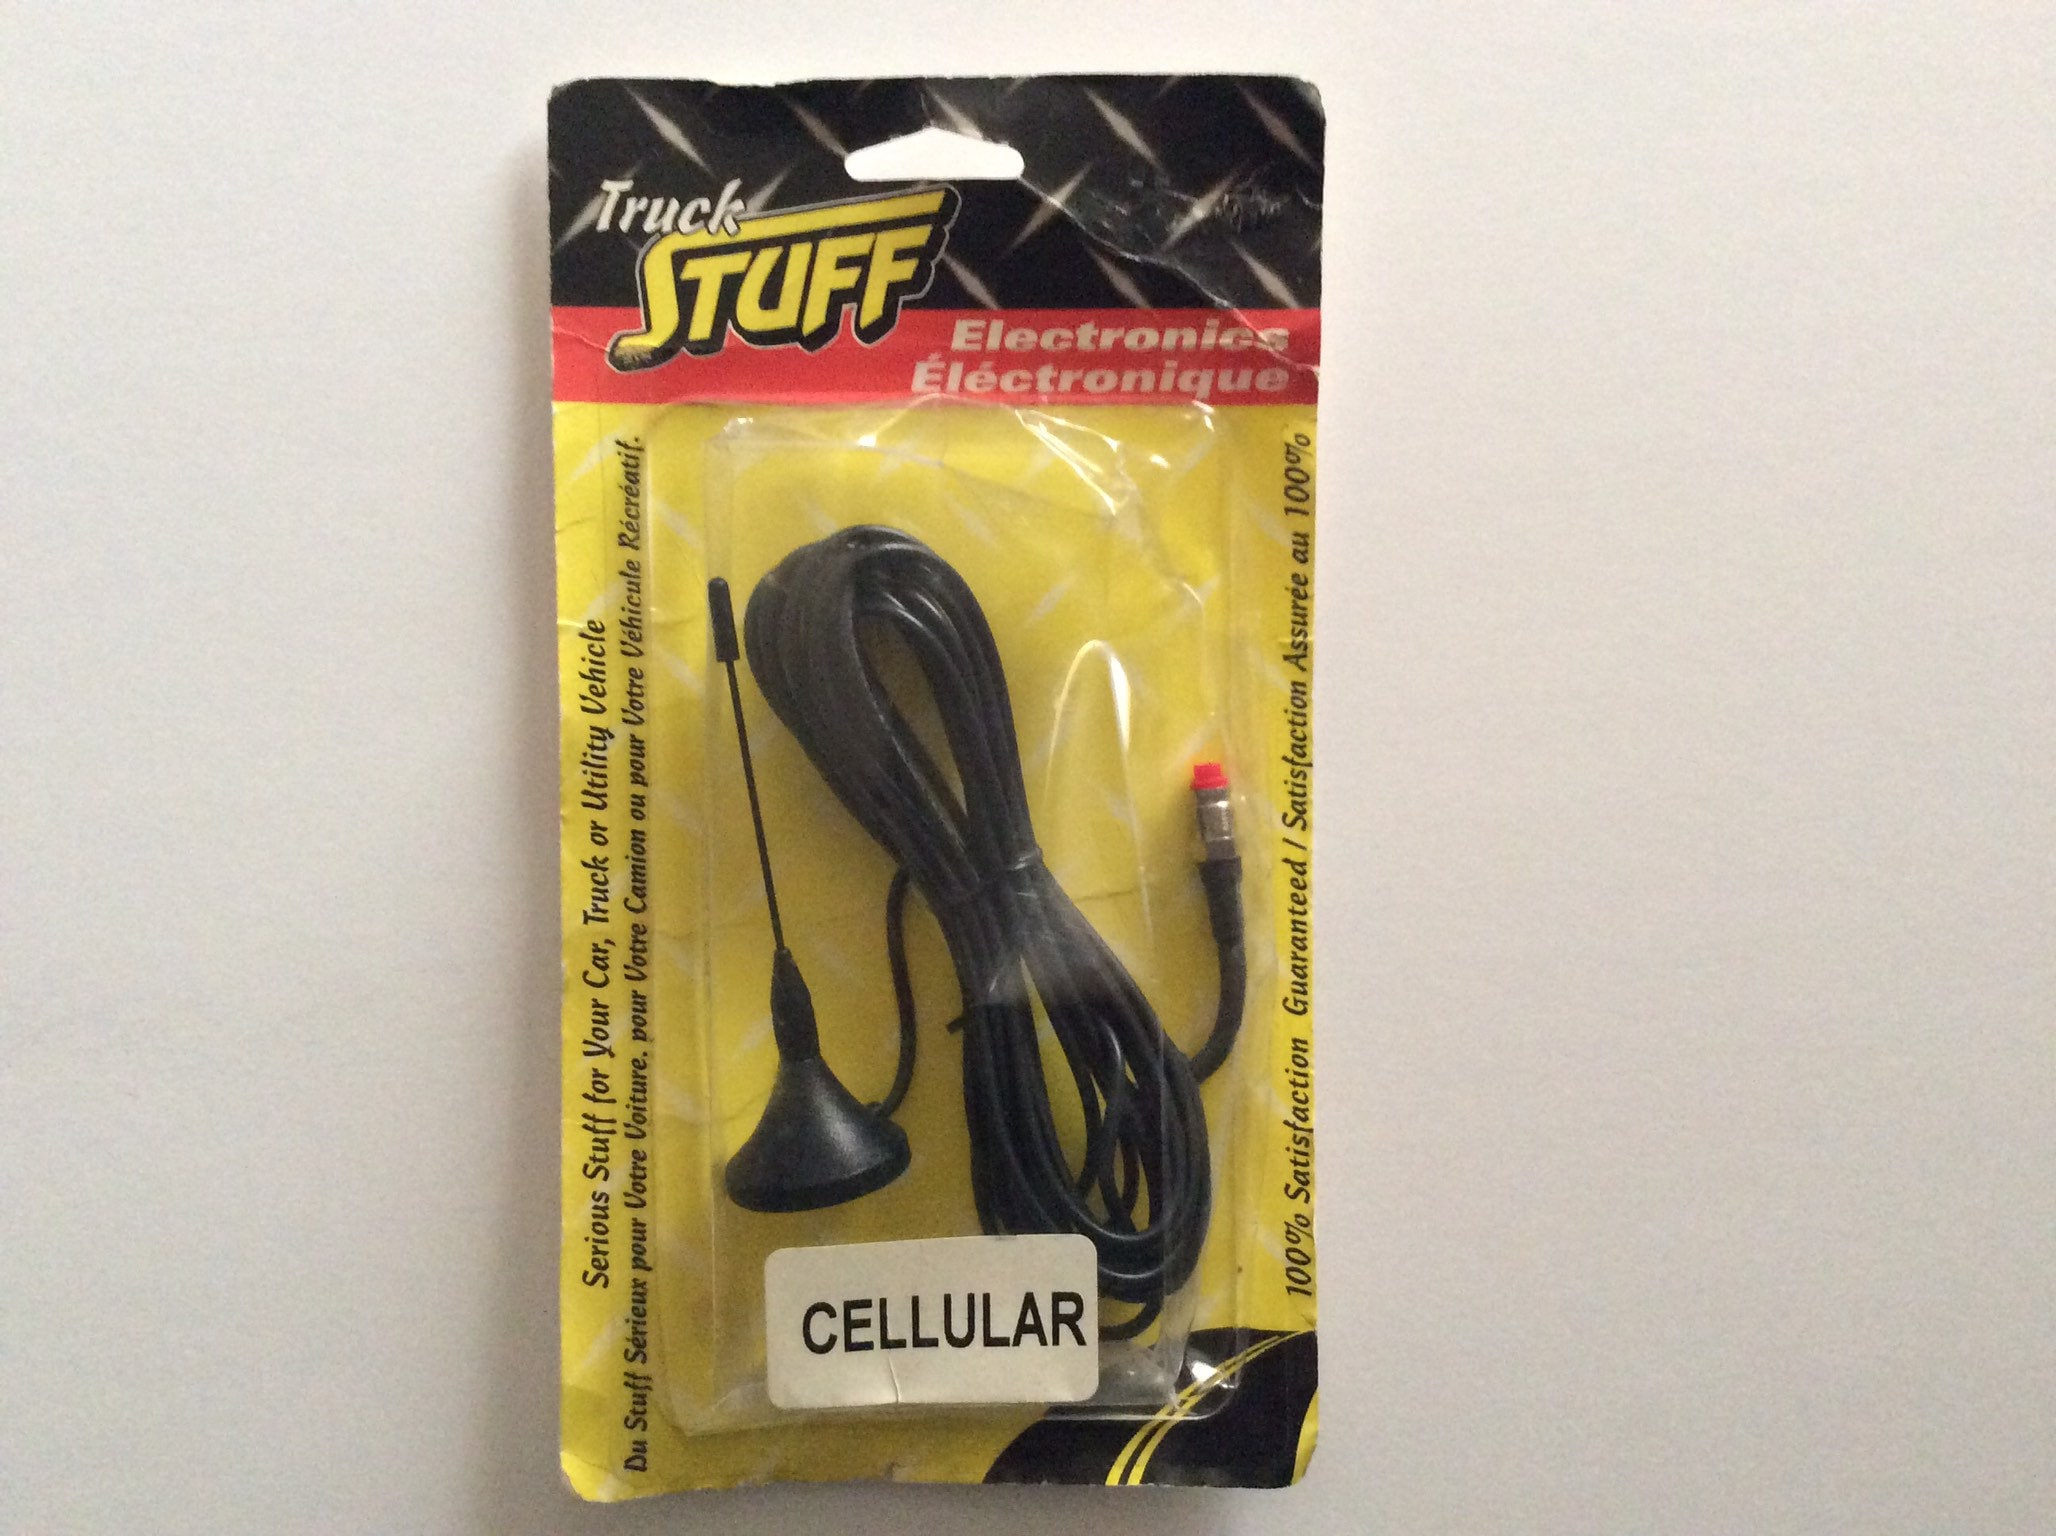 Truck
STUFF
Electronics
Éléctronique
Serious Stuff for Your Car, Truck or Utility Vehicle
Du Stuff Sérieux pour Votre Voiture, pour Votre Camion ou pour Votre Véhicule Récréatif.
100% Satisfaction Guaranteed / Satisfaction Assurée au 100%
CELLULAR